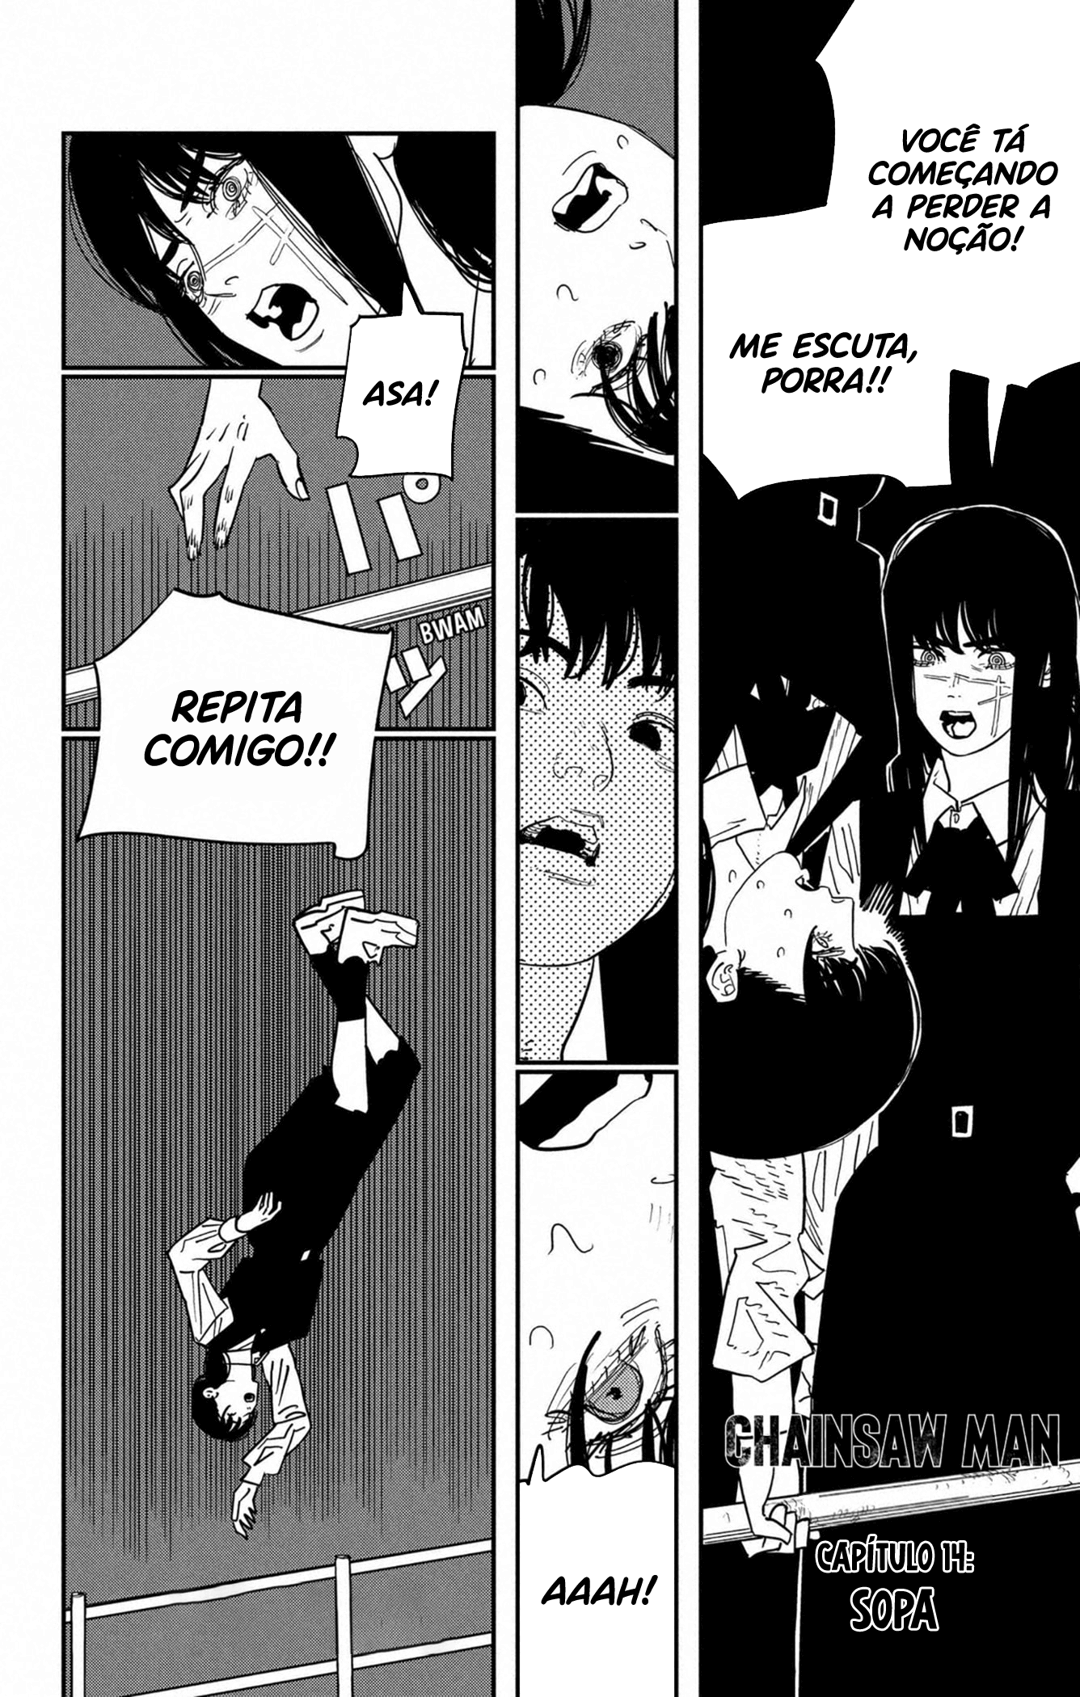 VOCÊ TÁ
COMEÇANDO
A PERDER A
NOÇÃO!
ME ESCUTA,
PORRA!!
CHAINSAW MAN
CAPÍTULO 14:
SOPA
AAAH!
ASA!
BWAM
REPITA
COMIGO!!